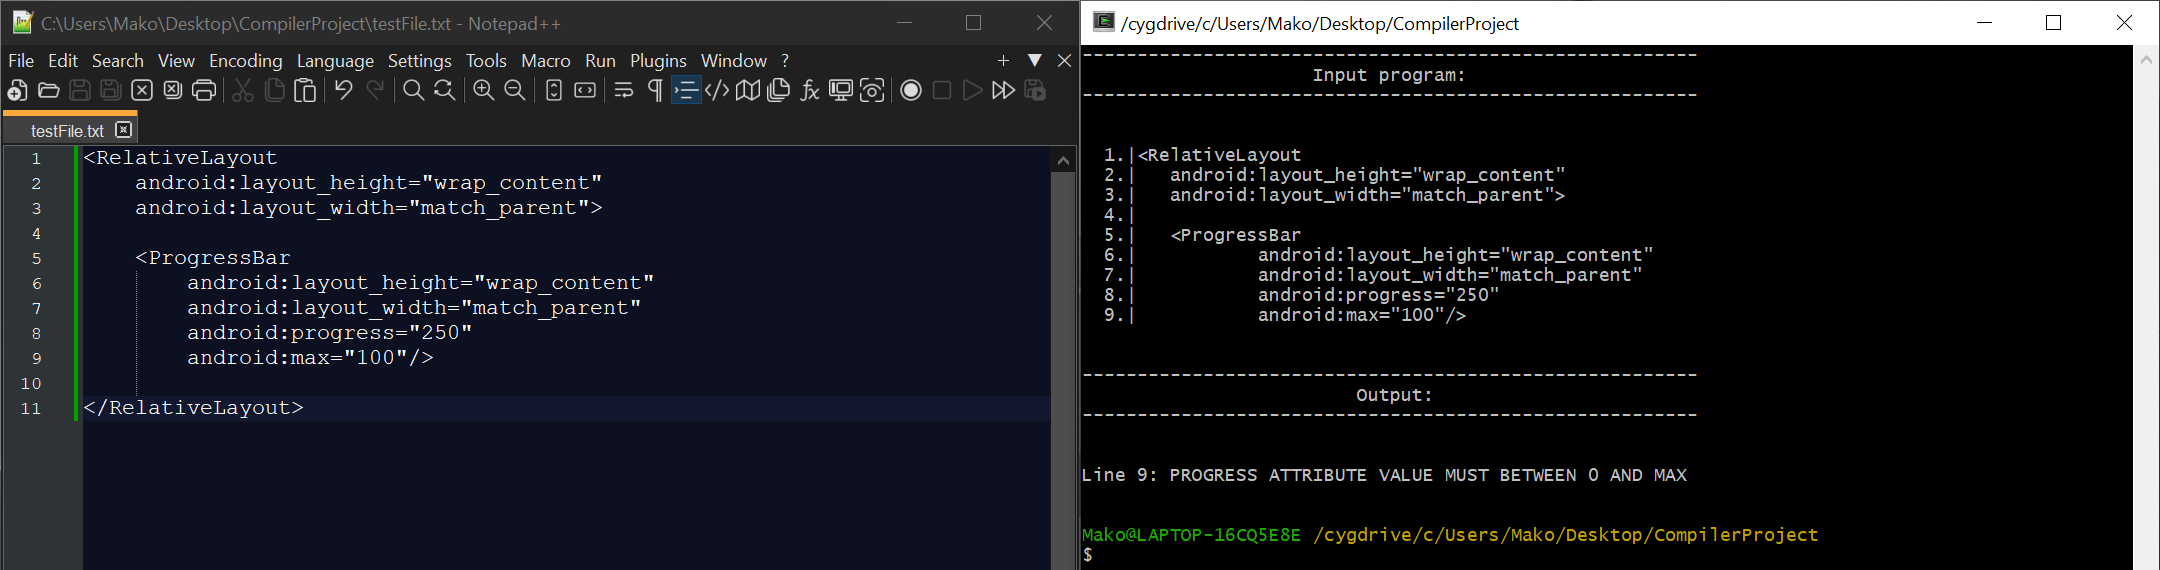 C:\Users\Mako\Desktop\CompilerProject\testFile.txt - Notepad++
File Edit Search View Encoding Language Settings Tools Macro Run Plugins Window ?
testFile.txt
1 <RelativeLayout
2 android:layout_height="wrap_content"
3 android:layout_width="match_parent">
4
5 <ProgressBar
6 android:layout_height="wrap_content"
7 android:layout_width="match_parent"
8 android:progress="250"
9 android:max="100"/>
10
11 </RelativeLayout>
/cygdrive/c/Users/Mako/Desktop/CompilerProject
--------------------------------------------------------
Input program:
--------------------------------------------------------
1.|<RelativeLayout
2.| android:layout_height="wrap_content"
3.| android:layout_width="match_parent">
4.|
5.| <ProgressBar
6.| android:layout_height="wrap_content"
7.| android:layout_width="match_parent"
8.| android:progress="250"
9.| android:max="100"/>
--------------------------------------------------------
Output:
--------------------------------------------------------
Line 9: PROGRESS ATTRIBUTE VALUE MUST BETWEEN 0 AND MAX
Mako@LAPTOP-16CQ5E8E /cygdrive/c/Users/Mako/Desktop/CompilerProject
$